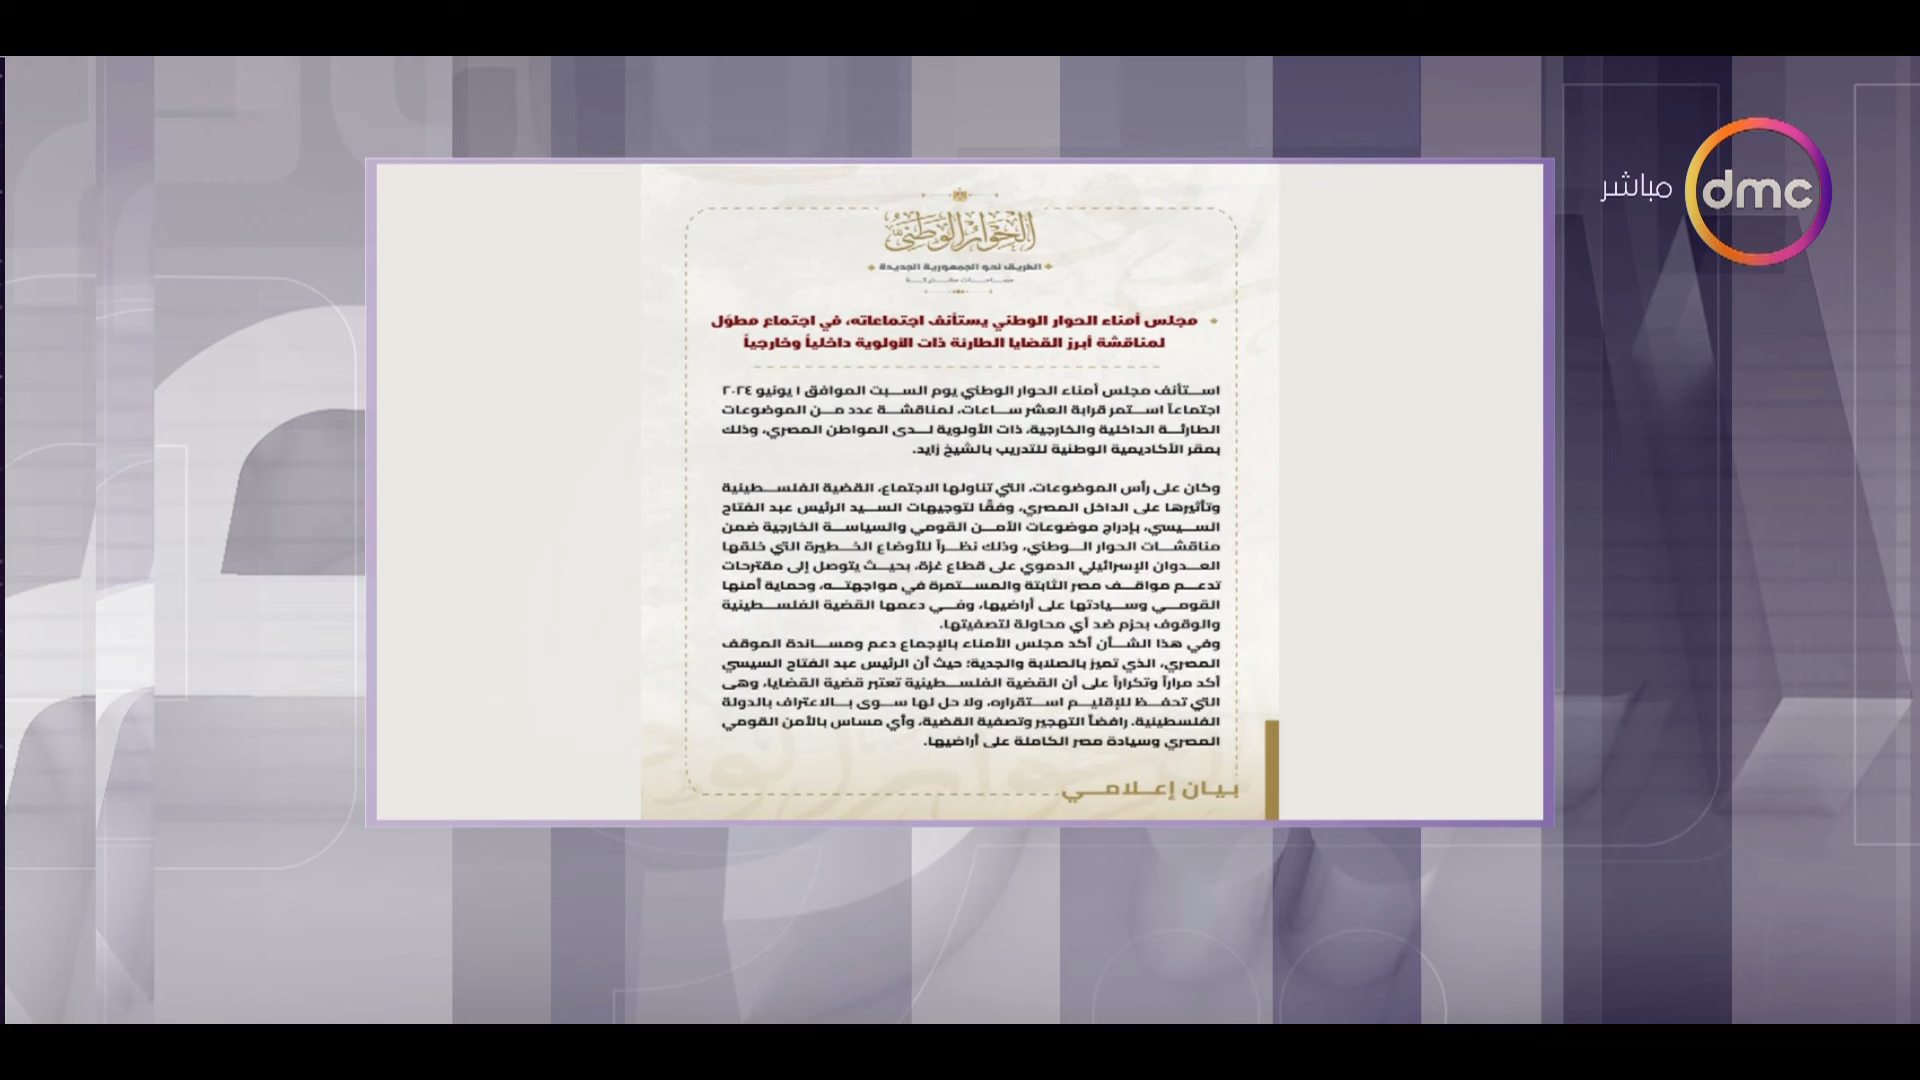 dmc
مباشر
الحوار الوطني
الطريق نحو الجمهورية الجديدة
مساحات مشتركة
مجلس أمناء الحوار الوطني يستأنف اجتماعاته، في اجتماع مطوّل
لمناقشة أبرز القضايا الطارئة ذات الأولوية داخلياً وخارجياً
استأنف مجلس أمناء الحوار الوطني يوم السبت الموافق ١ يونيو ٢٠٢٤
اجتماعاً استمر قرابة العشر ساعات، لمناقشة عدد من الموضوعات
الطارئة الداخلية والخارجية، ذات الأولوية لدى المواطن المصري، وذلك
بمقر الأكاديمية الوطنية للتدريب بالشيخ زايد.
وكان على رأس الموضوعات، التي تناولها الاجتماع، القضية الفلسطينية
وتأثيرها على الداخل المصري، وفقًا لتوجيهات السيد الرئيس عبد الفتاح
السيسي، بإدراج موضوعات الأمن القومي والسياسة الخارجية ضمن
مناقشات الحوار الوطني، وذلك نظراً للأوضاع الخطيرة التي خلقها
العدوان الإسرائيلي الدموي على قطاع غزة، بحيث يتوصل إلى مقترحات
تدعم مواقف مصر الثابتة والمستمرة في مواجهته، وحماية أمنها
القومي وسيادتها على أراضيها، وفي دعمها القضية الفلسطينية
والوقوف بحزم ضد أي محاولة لتصفيتها.
وفي هذا الشأن أكد مجلس الأمناء بالإجماع دعم ومساندة الموقف
المصري، الذي تميز بالصلابة والجدية؛ حيث أن الرئيس عبد الفتاح السيسي
أكد مراراً وتكراراً على أن القضية الفلسطينية تعتبر قضية القضايا، وهى
التي تحفظ للإقليم استقراره، ولا حل لها سوى بالاعتراف بالدولة
الفلسطينية. رافضاً التهجير وتصفية القضية، وأي مساس بالأمن القومي
المصري وسيادة مصر الكاملة على أراضيها.
بيان إعلامي